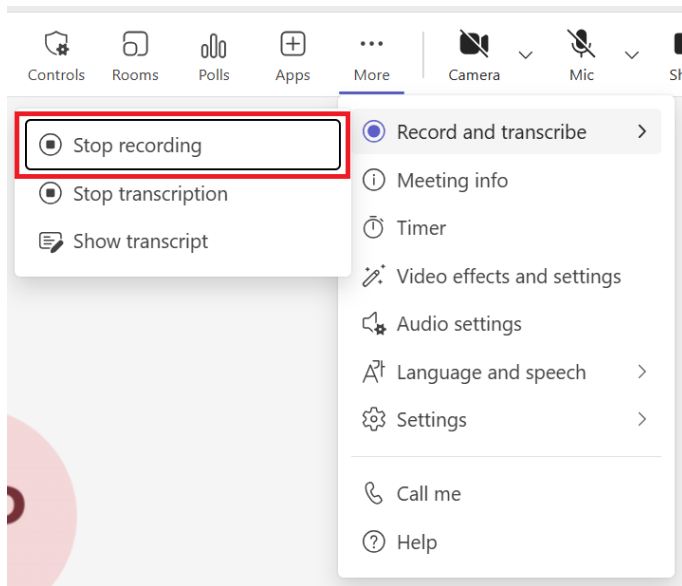 Controls Rooms Polls Apps More Camera Mic
Stop recording
Stop transcription
Show transcript
Record and transcribe
Meeting info
Timer
Video effects and settings
Audio settings
Language and speech
Settings
Call me
Help